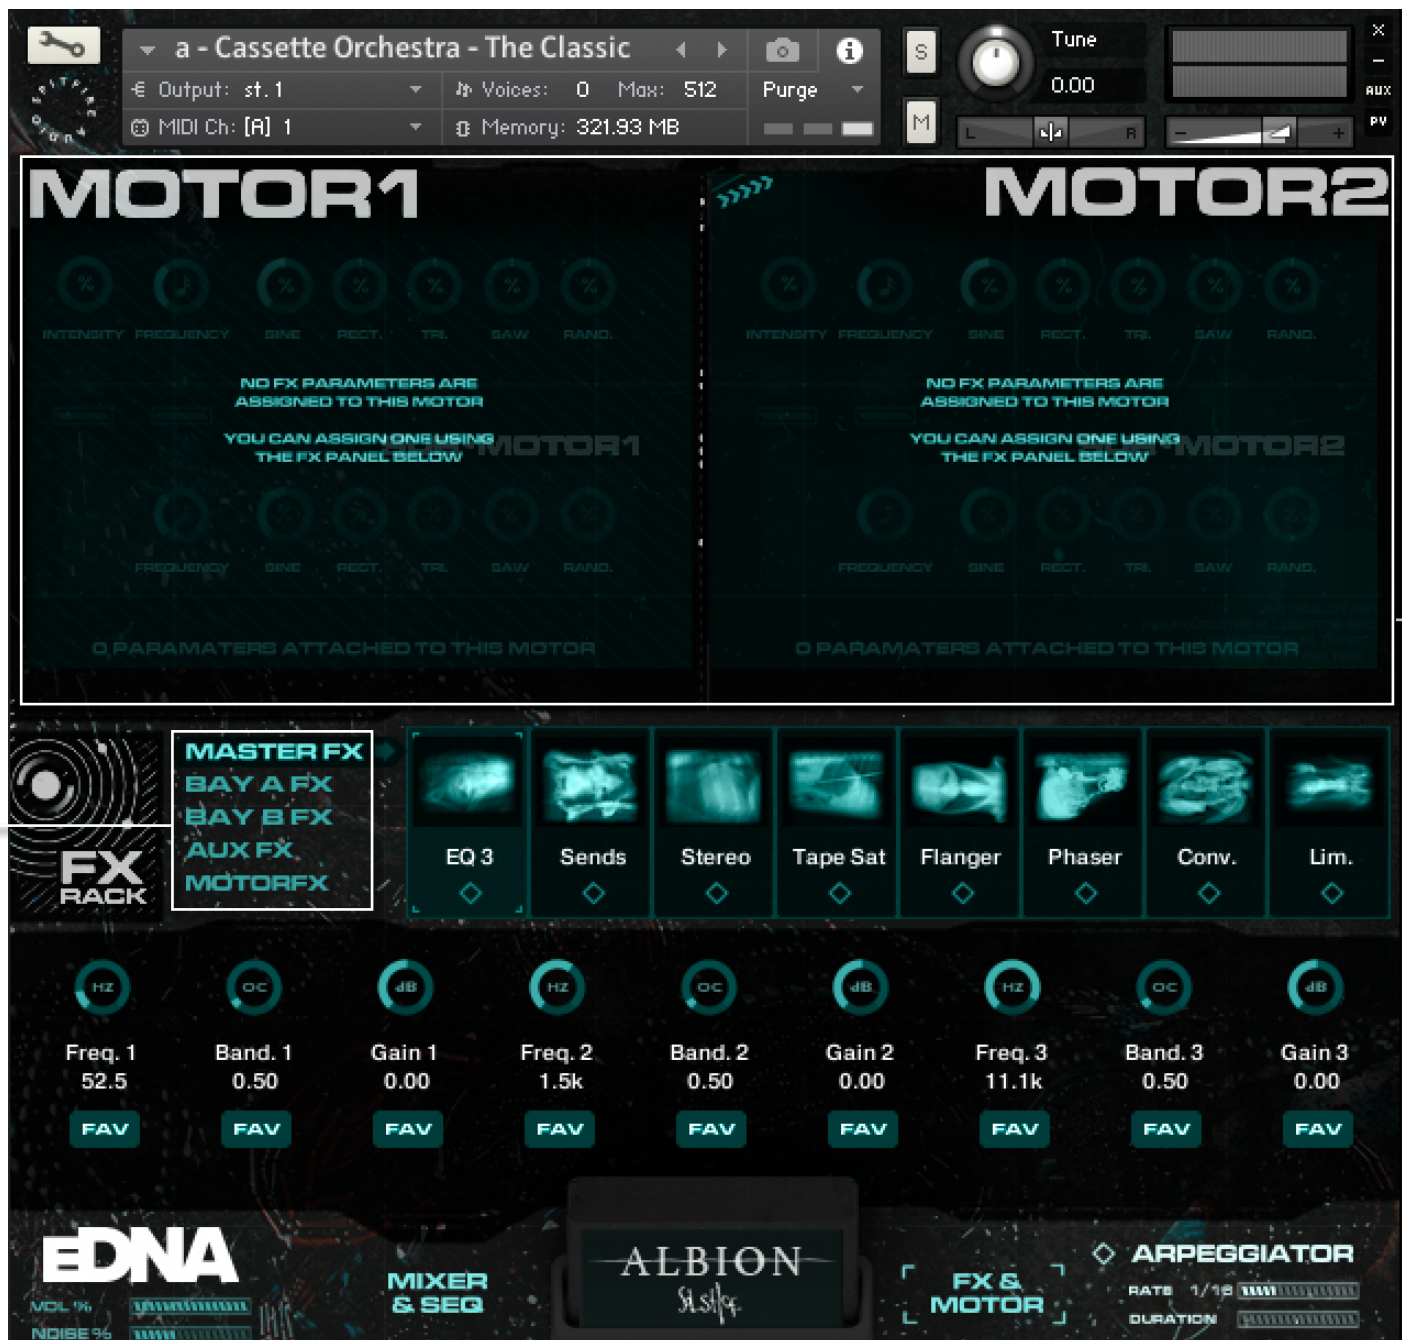 a - Cassette Orchestra - The Classic
S
Tune
X
Output: st. 1
Voices: 0 Max: 512
Purge
0.00
AUX
MIDI Ch: [A] 1
Memory: 321.93 MB
M
L
R
- +
PV
SPITFIRE AUDIO
MOTOR1
MOTOR2
% % % % % %
% % % % % %
INTENSITY FREQUENCY SINE RECT. TRI. SAW RAND.
INTENSITY FREQUENCY SINE RECT. TRI. SAW RAND.
NO FX PARAMETERS ARE
ASSIGNED TO THIS MOTOR
YOU CAN ASSIGN ONE USING
THE FX PANEL BELOW
MOTOR1
NO FX PARAMETERS ARE
ASSIGNED TO THIS MOTOR
YOU CAN ASSIGN ONE USING
THE FX PANEL BELOW
MOTOR2
FREQUENCY SINE RECT. TRI. SAW RAND.
FREQUENCY SINE RECT. TRI. SAW RAND.
0 PARAMATERS ATTACHED TO THIS MOTOR
0 PARAMATERS ATTACHED TO THIS MOTOR
FX
RACK
MASTER FX
BAY A FX
BAY B FX
AUX FX
MOTORFX
EQ 3
Sends
Stereo
Tape Sat
Flanger
Phaser
Conv.
Lim.
HZ OC dB HZ OC dB HZ OC dB
Freq. 1 Band. 1 Gain 1 Freq. 2 Band. 2 Gain 2 Freq. 3 Band. 3 Gain 3
52.5 0.50 0.00 1.5k 0.50 0.00 11.1k 0.50 0.00
FAV FAV FAV FAV FAV FAV FAV FAV FAV
EDNA
VOL %
NOISE %
MIXER
& SEQ
ALBION
FX &
MOTOR
ARPEGGIATOR
RATE 1/16
DURATION